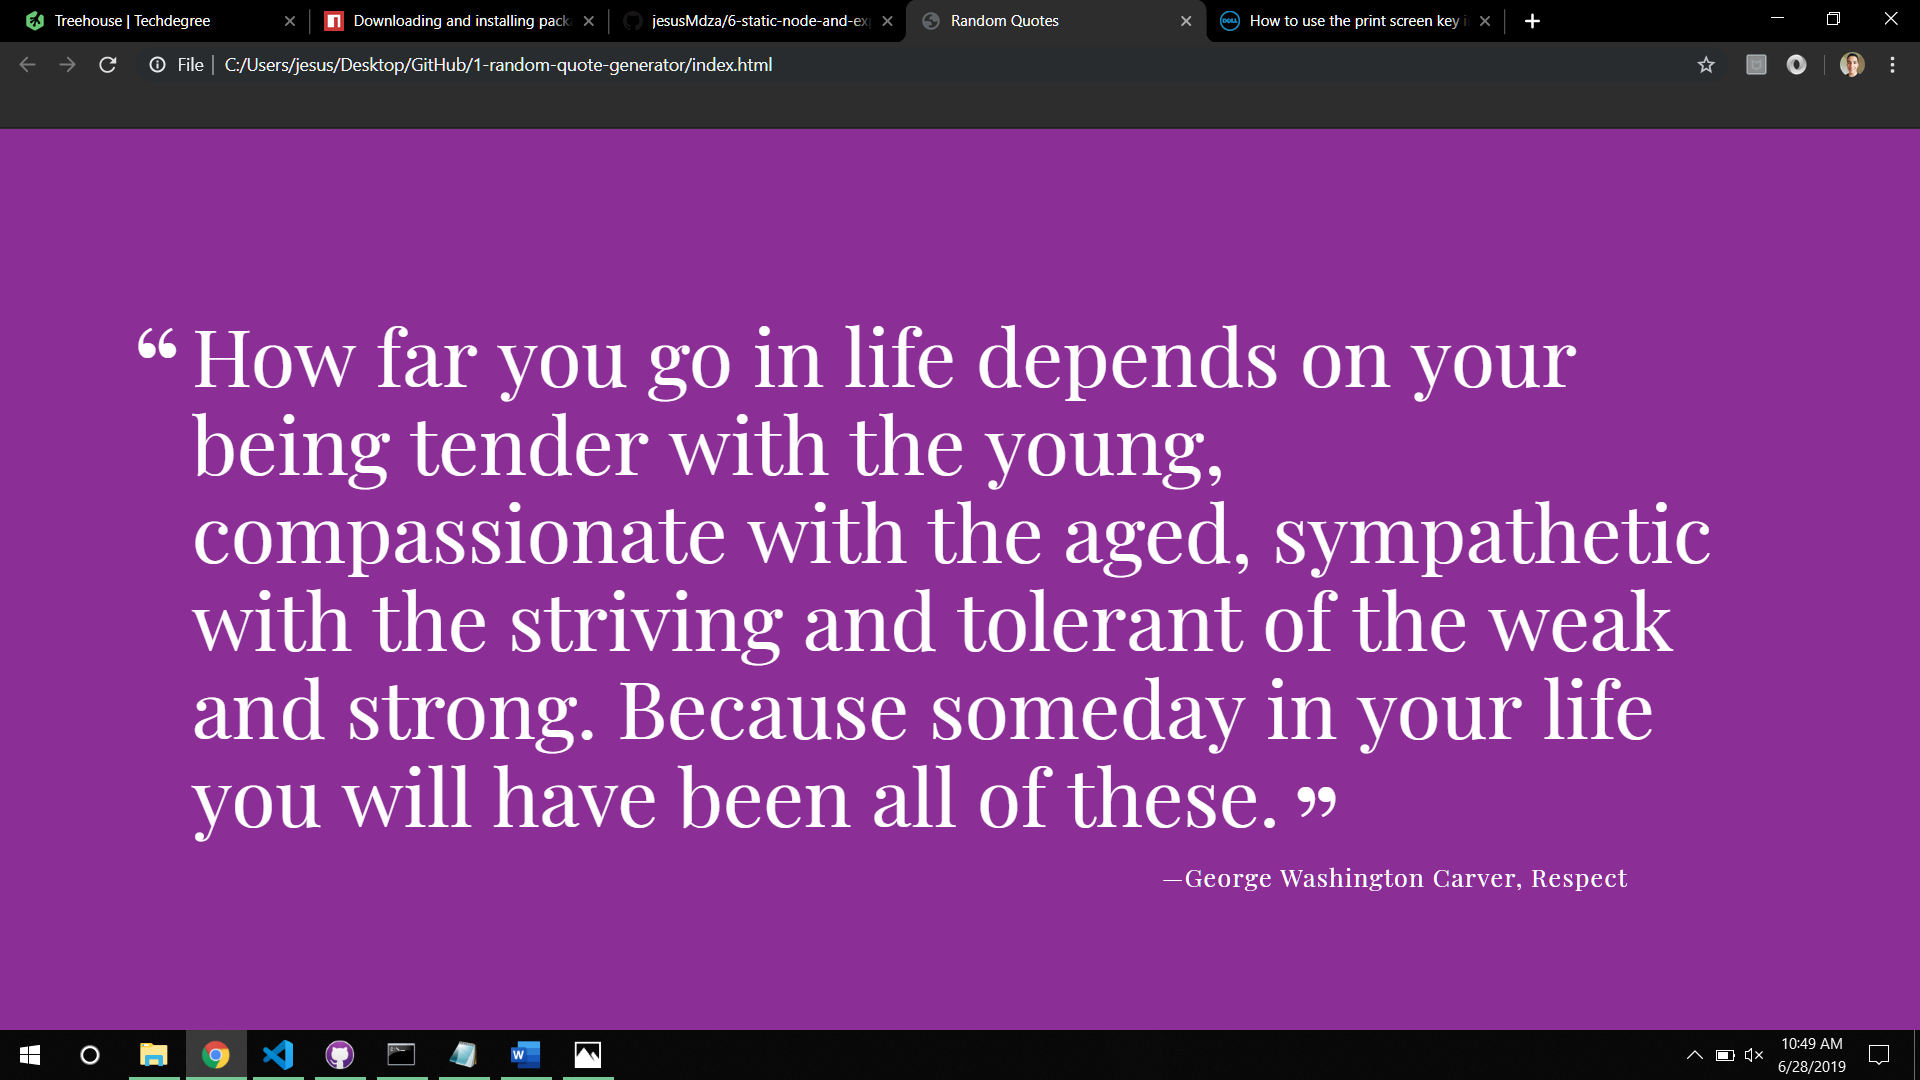 Treehouse | Techdegree
Downloading and installing pack
jesusMdza/6-static-node-and-ex
Random Quotes
How to use the print screen key i
File | C:/Users/jesus/Desktop/GitHub/1-random-quote-generator/index.html
“ How far you go in life depends on your
being tender with the young,
compassionate with the aged, sympathetic
with the striving and tolerant of the weak
and strong. Because someday in your life
you will have been all of these. ”
—George Washington Carver, Respect
10:49 AM
6/28/2019